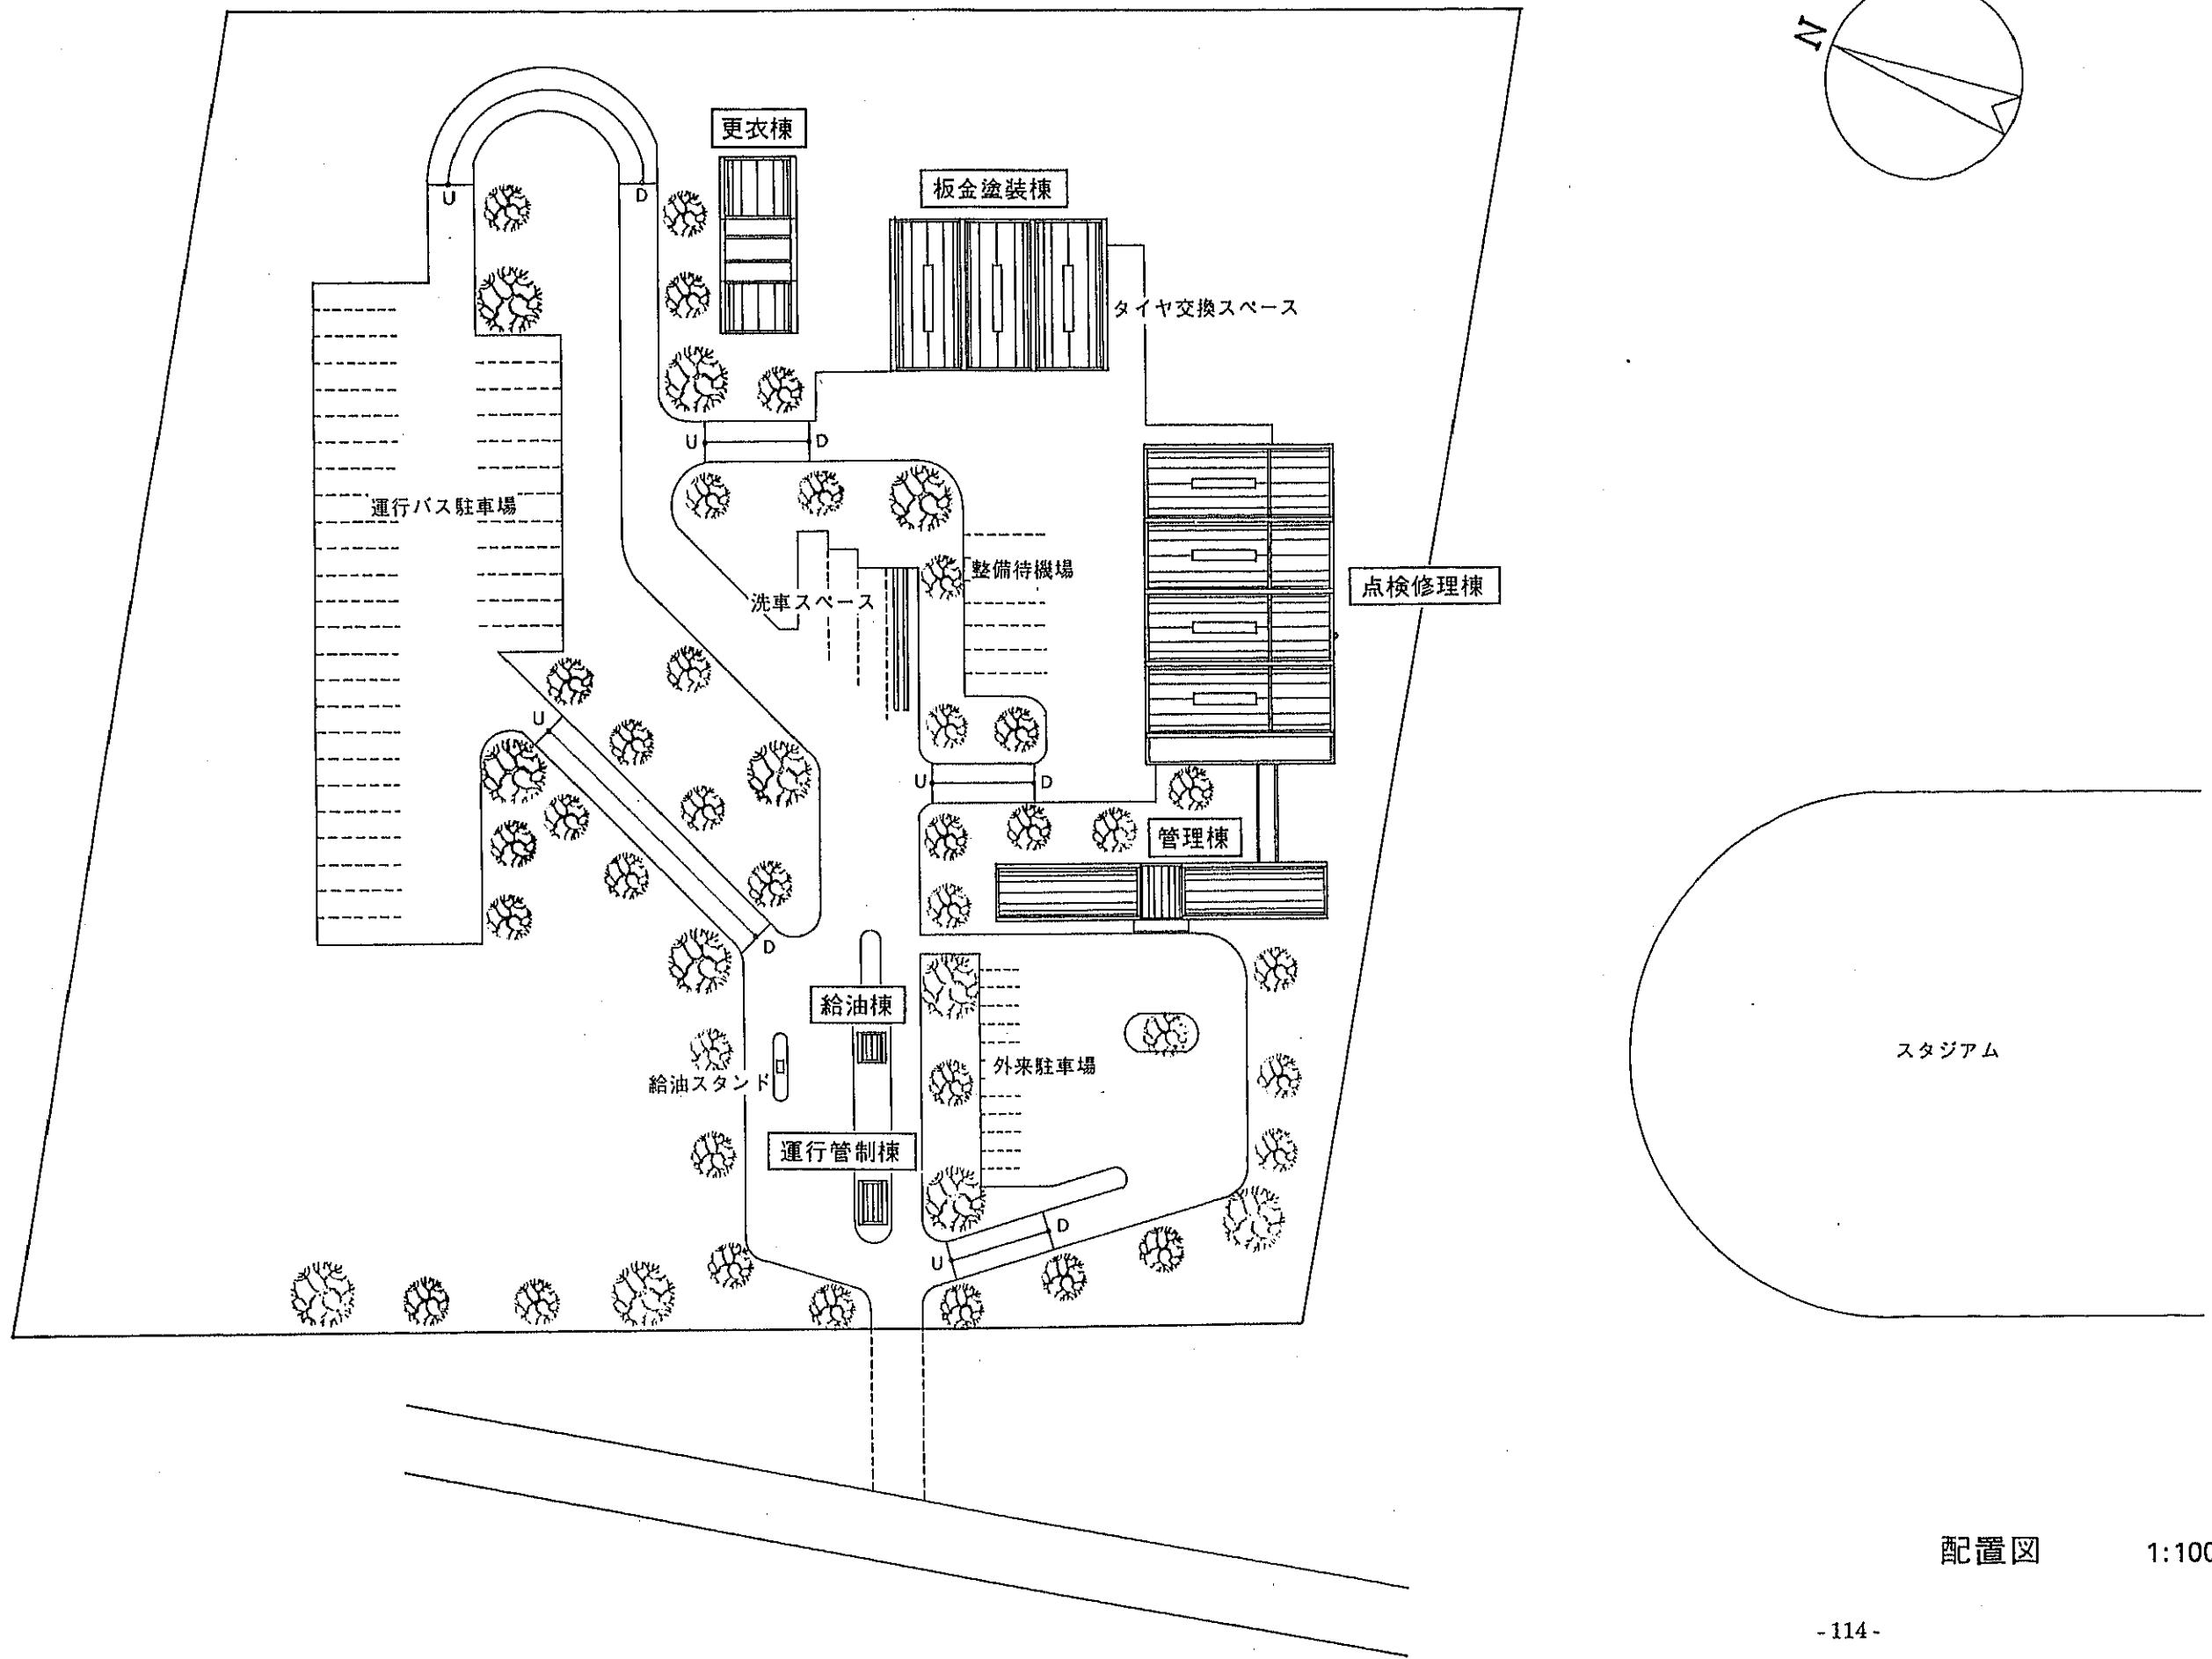 N
更衣棟
板金塗装棟
U
D
タイヤ交換スペース
U
D
運行バス駐車場
整備待機場
点検修理棟
洗車スペース
U
U
D
管理棟
D
給油棟
スタジアム
外来駐車場
給油スタンド
運行管制棟
D
U
配置図
1:100
- 114 -